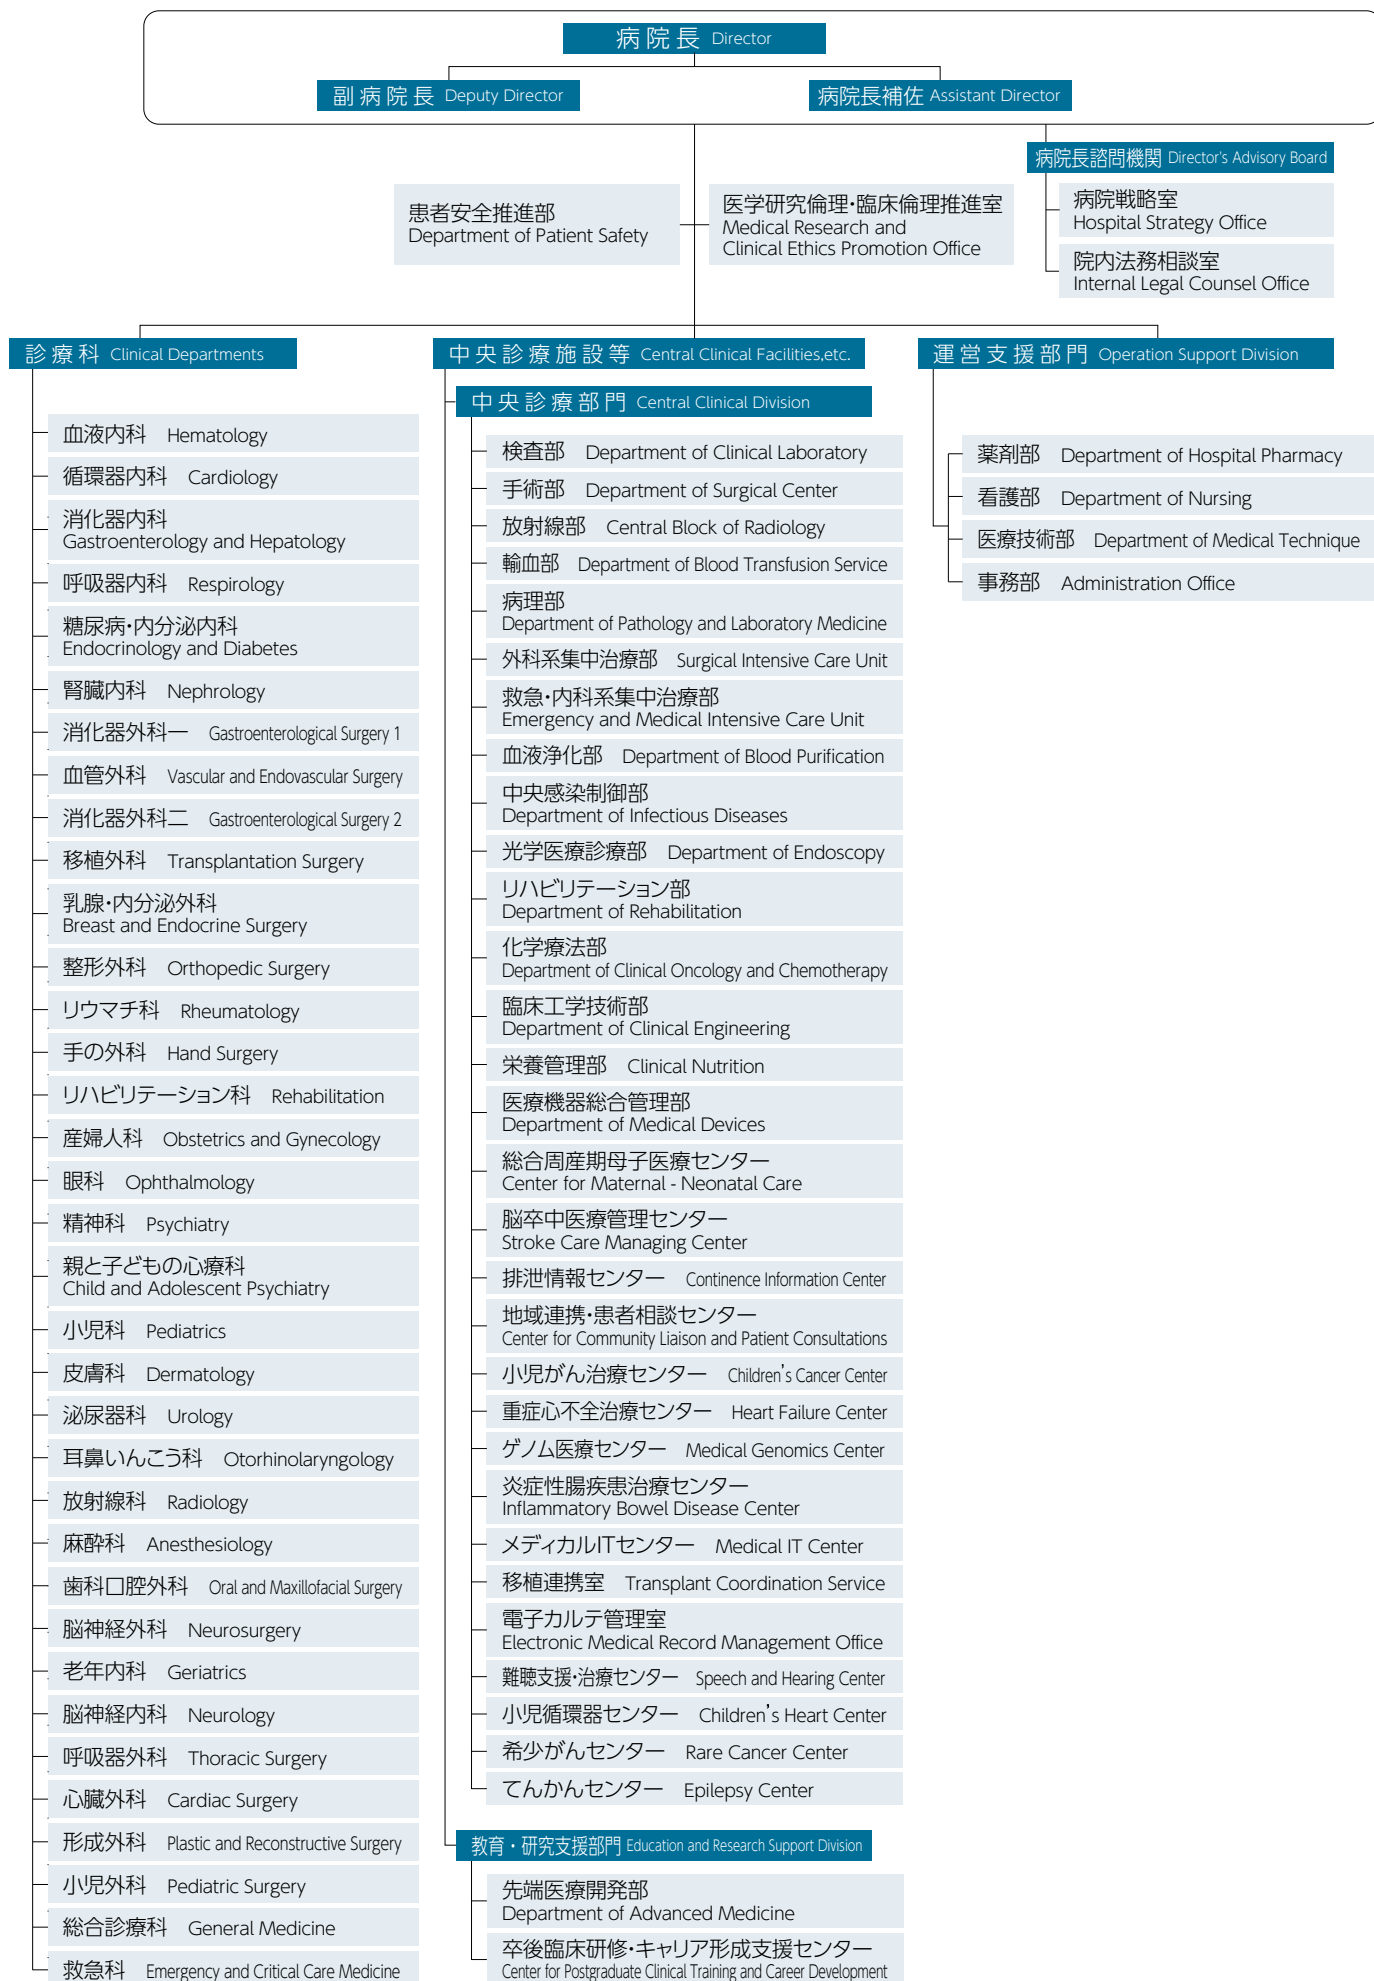 病院長 Director
副病院長 Deputy Director
病院長補佐 Assistant Director
病院長諮問機関 Director's Advisory Board
病院戦略室
Hospital Strategy Office
院内法務相談室
Internal Legal Counsel Office
患者安全推進部
Department of Patient Safety
医学研究倫理・臨床倫理推進室
Medical Research and
Clinical Ethics Promotion Office
診療科 Clinical Departments
血液内科 Hematology
循環器内科 Cardiology
消化器内科
Gastroenterology and Hepatology
呼吸器内科 Respirology
糖尿病・内分泌内科
Endocrinology and Diabetes
腎臓内科 Nephrology
消化器外科一 Gastroenterological Surgery 1
血管外科 Vascular and Endovascular Surgery
消化器外科二 Gastroenterological Surgery 2
移植外科 Transplantation Surgery
乳腺・内分泌外科
Breast and Endocrine Surgery
整形外科 Orthopedic Surgery
リウマチ科 Rheumatology
手の外科 Hand Surgery
リハビリテーション科 Rehabilitation
産婦人科 Obstetrics and Gynecology
眼科 Ophthalmology
精神科 Psychiatry
親と子どもの心療科
Child and Adolescent Psychiatry
小児科 Pediatrics
皮膚科 Dermatology
泌尿器科 Urology
耳鼻いんこう科 Otorhinolaryngology
放射線科 Radiology
麻酔科 Anesthesiology
歯科口腔外科 Oral and Maxillofacial Surgery
脳神経外科 Neurosurgery
老年内科 Geriatrics
脳神経内科 Neurology
呼吸器外科 Thoracic Surgery
心臓外科 Cardiac Surgery
形成外科 Plastic and Reconstructive Surgery
小児外科 Pediatric Surgery
総合診療科 General Medicine
救急科 Emergency and Critical Care Medicine
中央診療施設等 Central Clinical Facilities,etc.
中央診療部門 Central Clinical Division
検査部 Department of Clinical Laboratory
手術部 Department of Surgical Center
放射線部 Central Block of Radiology
輸血部 Department of Blood Transfusion Service
病理部
Department of Pathology and Laboratory Medicine
外科系集中治療部 Surgical Intensive Care Unit
救急・内科系集中治療部
Emergency and Medical Intensive Care Unit
血液浄化部 Department of Blood Purification
中央感染制御部
Department of Infectious Diseases
光学医療診療部 Department of Endoscopy
リハビリテーション部
Department of Rehabilitation
化学療法部
Department of Clinical Oncology and Chemotherapy
臨床工学技術部
Department of Clinical Engineering
栄養管理部 Clinical Nutrition
医療機器総合管理部
Department of Medical Devices
総合周産期母子医療センター
Center for Maternal - Neonatal Care
脳卒中医療管理センター
Stroke Care Managing Center
排泄情報センター Continence Information Center
地域連携・患者相談センター
Center for Community Liaison and Patient Consultations
小児がん治療センター Children's Cancer Center
重症心不全治療センター Heart Failure Center
ゲノム医療センター Medical Genomics Center
炎症性腸疾患治療センター
Inflammatory Bowel Disease Center
メディカルITセンター Medical IT Center
移植連携室 Transplant Coordination Service
電子カルテ管理室
Electronic Medical Record Management Office
難聴支援・治療センター Speech and Hearing Center
小児循環器センター Children's Heart Center
希少がんセンター Rare Cancer Center
てんかんセンター Epilepsy Center
教育・研究支援部門 Education and Research Support Division
先端医療開発部
Department of Advanced Medicine
卒後臨床研修・キャリア形成支援センター
Center for Postgraduate Clinical Training and Career Development
運営支援部門 Operation Support Division
薬剤部 Department of Hospital Pharmacy
看護部 Department of Nursing
医療技術部 Department of Medical Technique
事務部 Administration Office